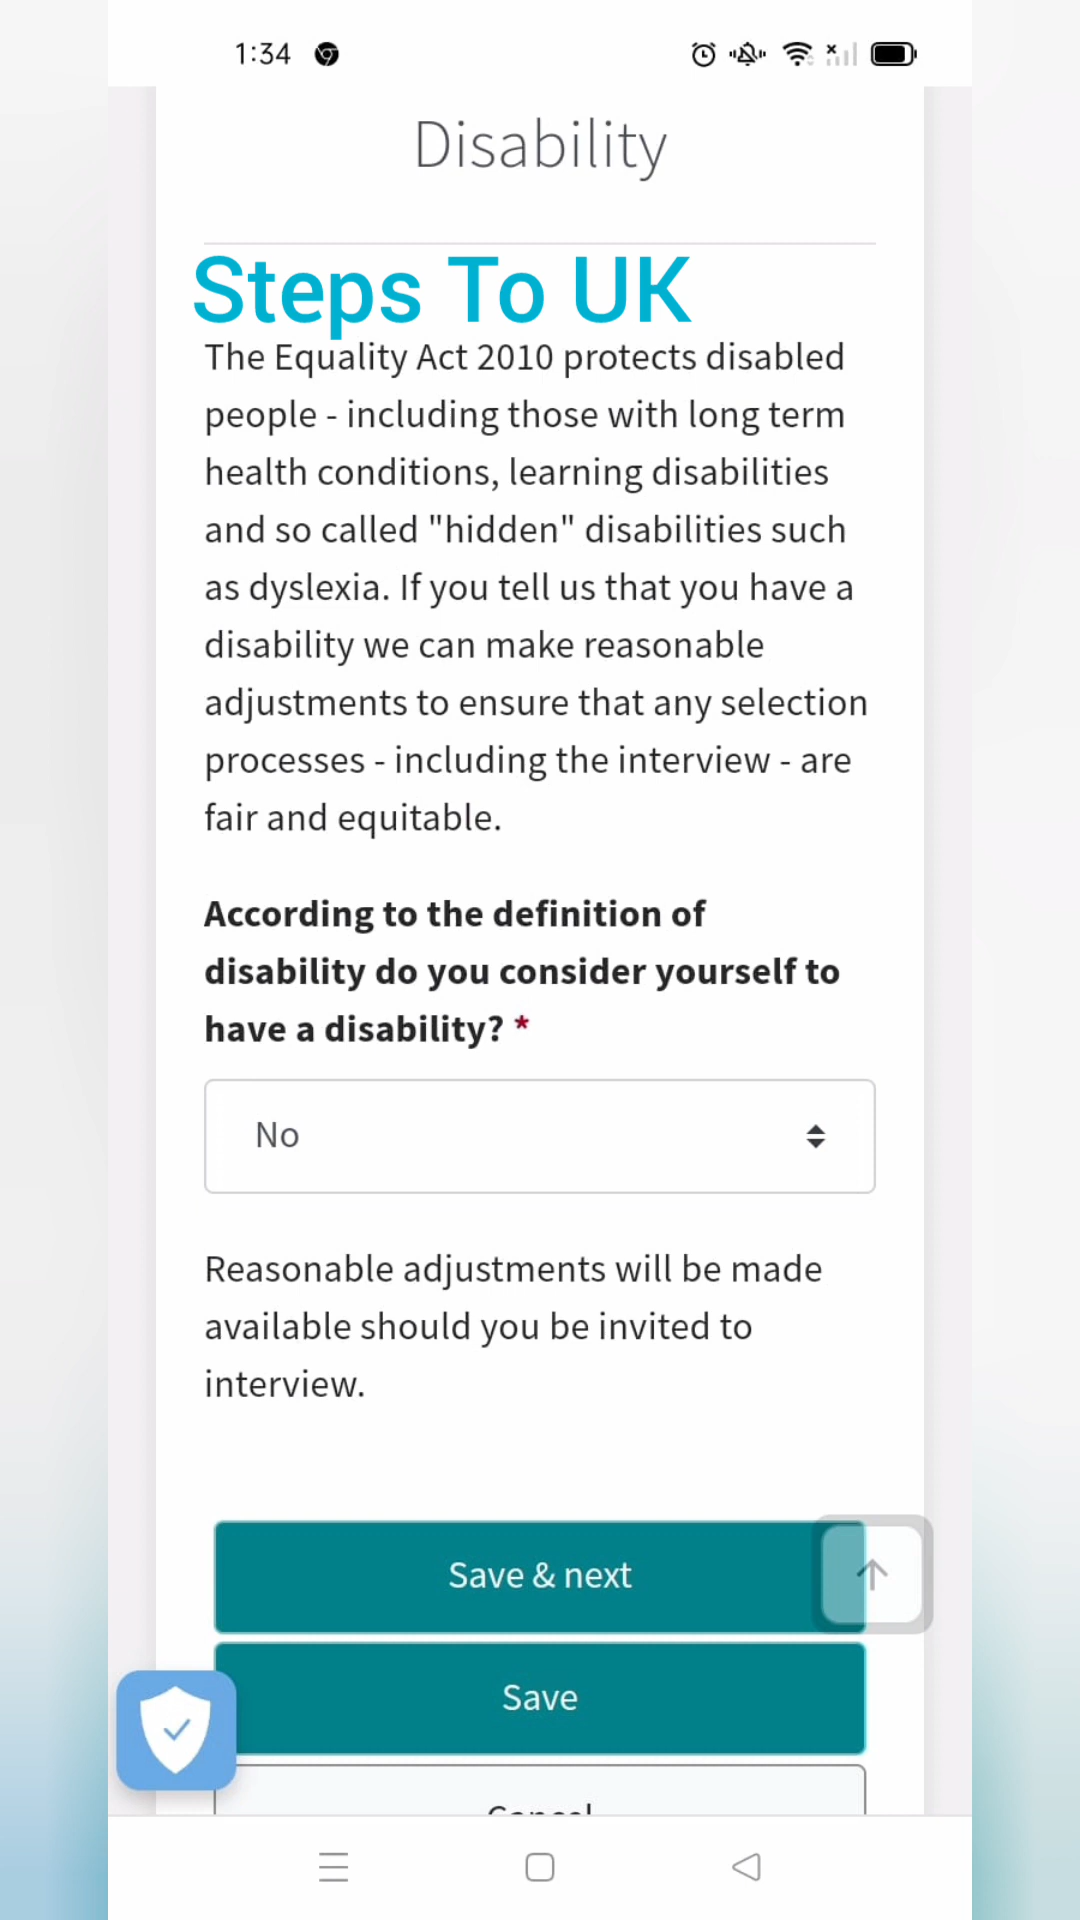 1:34
Disability
Steps To UK
The Equality Act 2010 protects disabled
people - including those with long term
health conditions, learning disabilities
and so called "hidden" disabilities such
as dyslexia. If you tell us that you have a
disability we can make reasonable
adjustments to ensure that any selection
processes - including the interview - are
fair and equitable.
According to the definition of
disability do you consider yourself to
have a disability? *
No
Reasonable adjustments will be made
available should you be invited to
interview.
Save & next
Save
Cancel